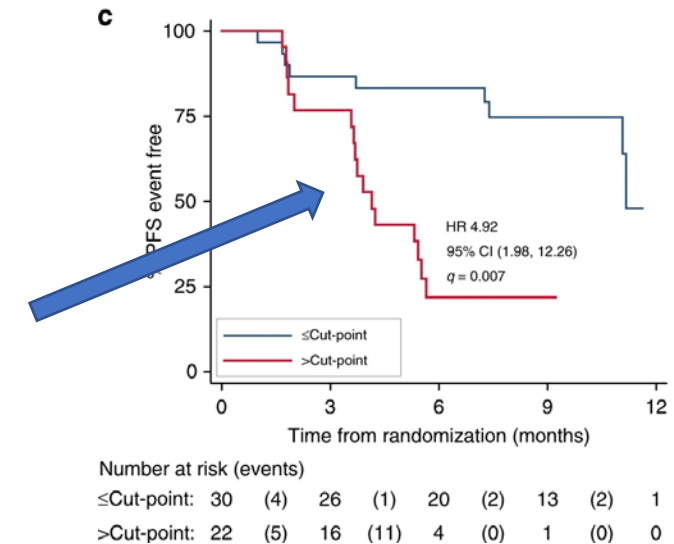 c
100
75
50
25
0
PFS event free
HR 4.92
95% CI (1.98, 12.26)
q = 0.007
≤Cut-point
>Cut-point
0 3 6 9 12
Time from randomization (months)
Number at risk (events)
≤Cut-point: 30 (4) 26 (1) 20 (2) 13 (2) 1
>Cut-point: 22 (5) 16 (11) 4 (0) 1 (0) 0